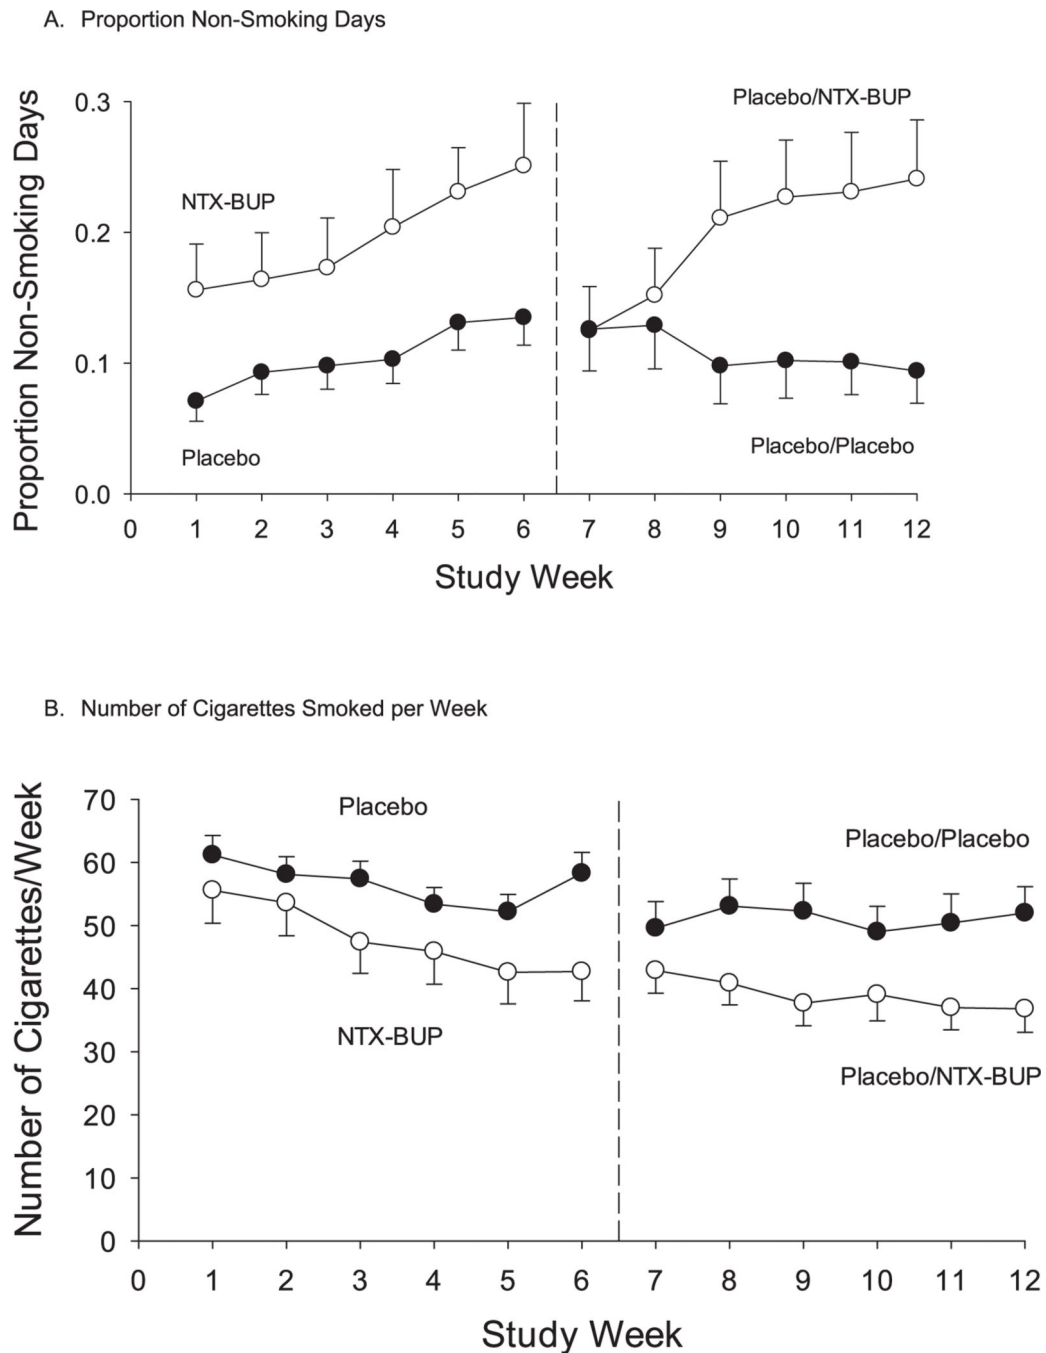 A. Proportion Non-Smoking Days
Proportion Non-Smoking Days
0.3
0.2
0.1
0.0
NTX-BUP
Placebo
Placebo/NTX-BUP
Placebo/Placebo
0 1 2 3 4 5 6 7 8 9 10 11 12
Study Week
B. Number of Cigarettes Smoked per Week
Number of Cigarettes/Week
70
60
50
40
30
20
10
0
Placebo
NTX-BUP
Placebo/Placebo
Placebo/NTX-BUP
0 1 2 3 4 5 6 7 8 9 10 11 12
Study Week